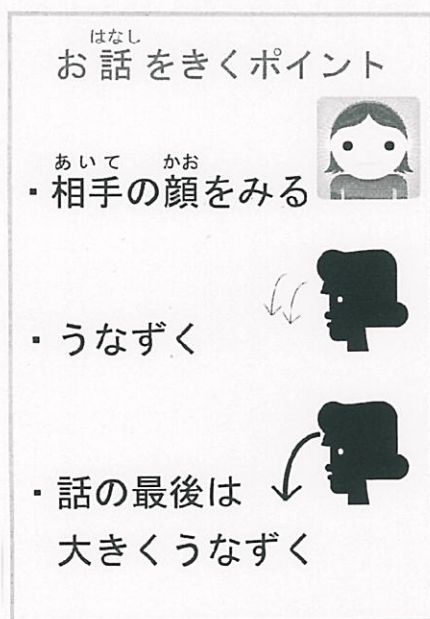 はなし
お話をきくポイント
あいて かお
▪相手の顔をみる
▪うなずく
▪話の最後は
大きくうなずく